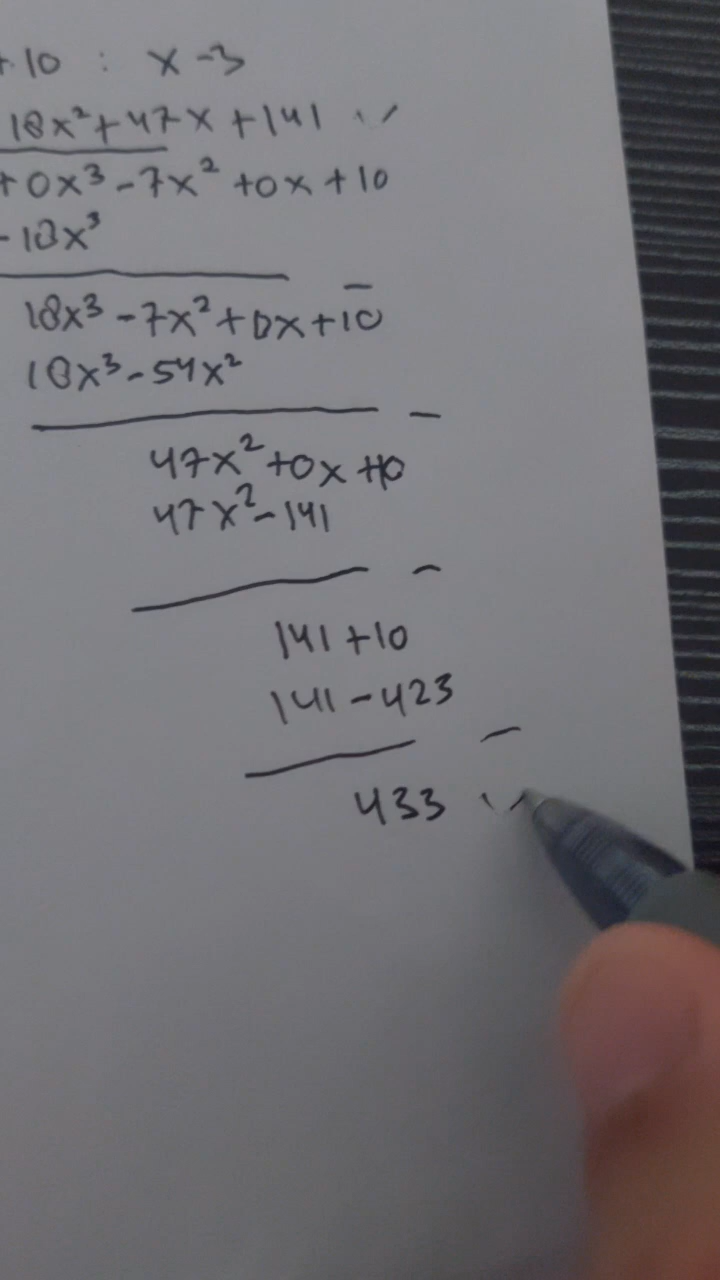 + 10 : x - 3
18x² + 47x + 141
+ 0x³ - 7x² + 0x + 10
- 18x³
18x³ - 7x² + 0x + 10
18x³ - 54x²
47x² + 0x + 10
47x² - 141
141 + 10
141 - 423
433